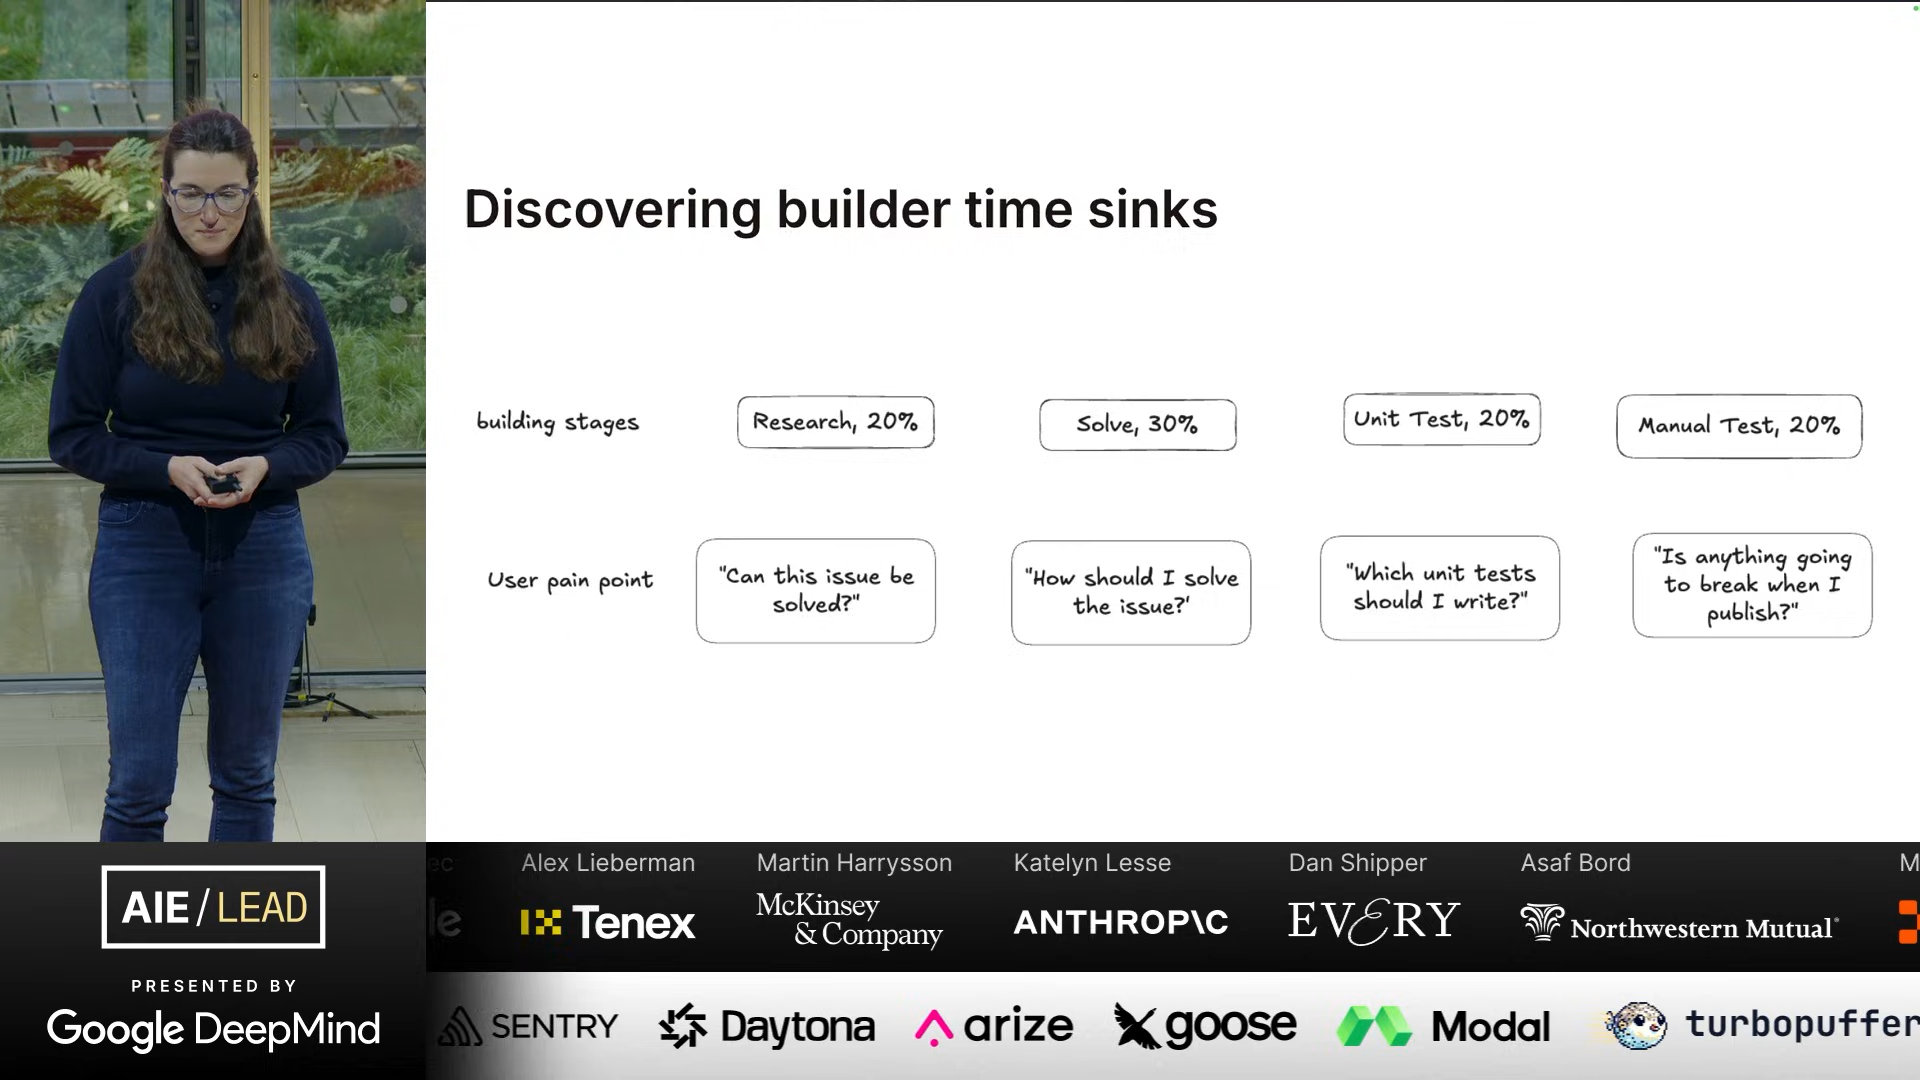 Discovering builder time sinks
building stages
Research, 20%
Solve, 30%
Unit Test, 20%
Manual Test, 20%
User pain point
"Can this issue be
solved?"
"How should I solve
the issue?'
"Which unit tests
should I write?"
"Is anything going
to break when I
publish?"
AIE/LEAD
PRESENTED BY
Google DeepMind
Alex Lieberman
Tenex
Martin Harrysson
McKinsey
& Company
Katelyn Lesse
ANTHROP\C
Dan Shipper
EVERY
Asaf Bord
Northwestern Mutual
SENTRY
Daytona
arize
goose
Modal
turbopuffer